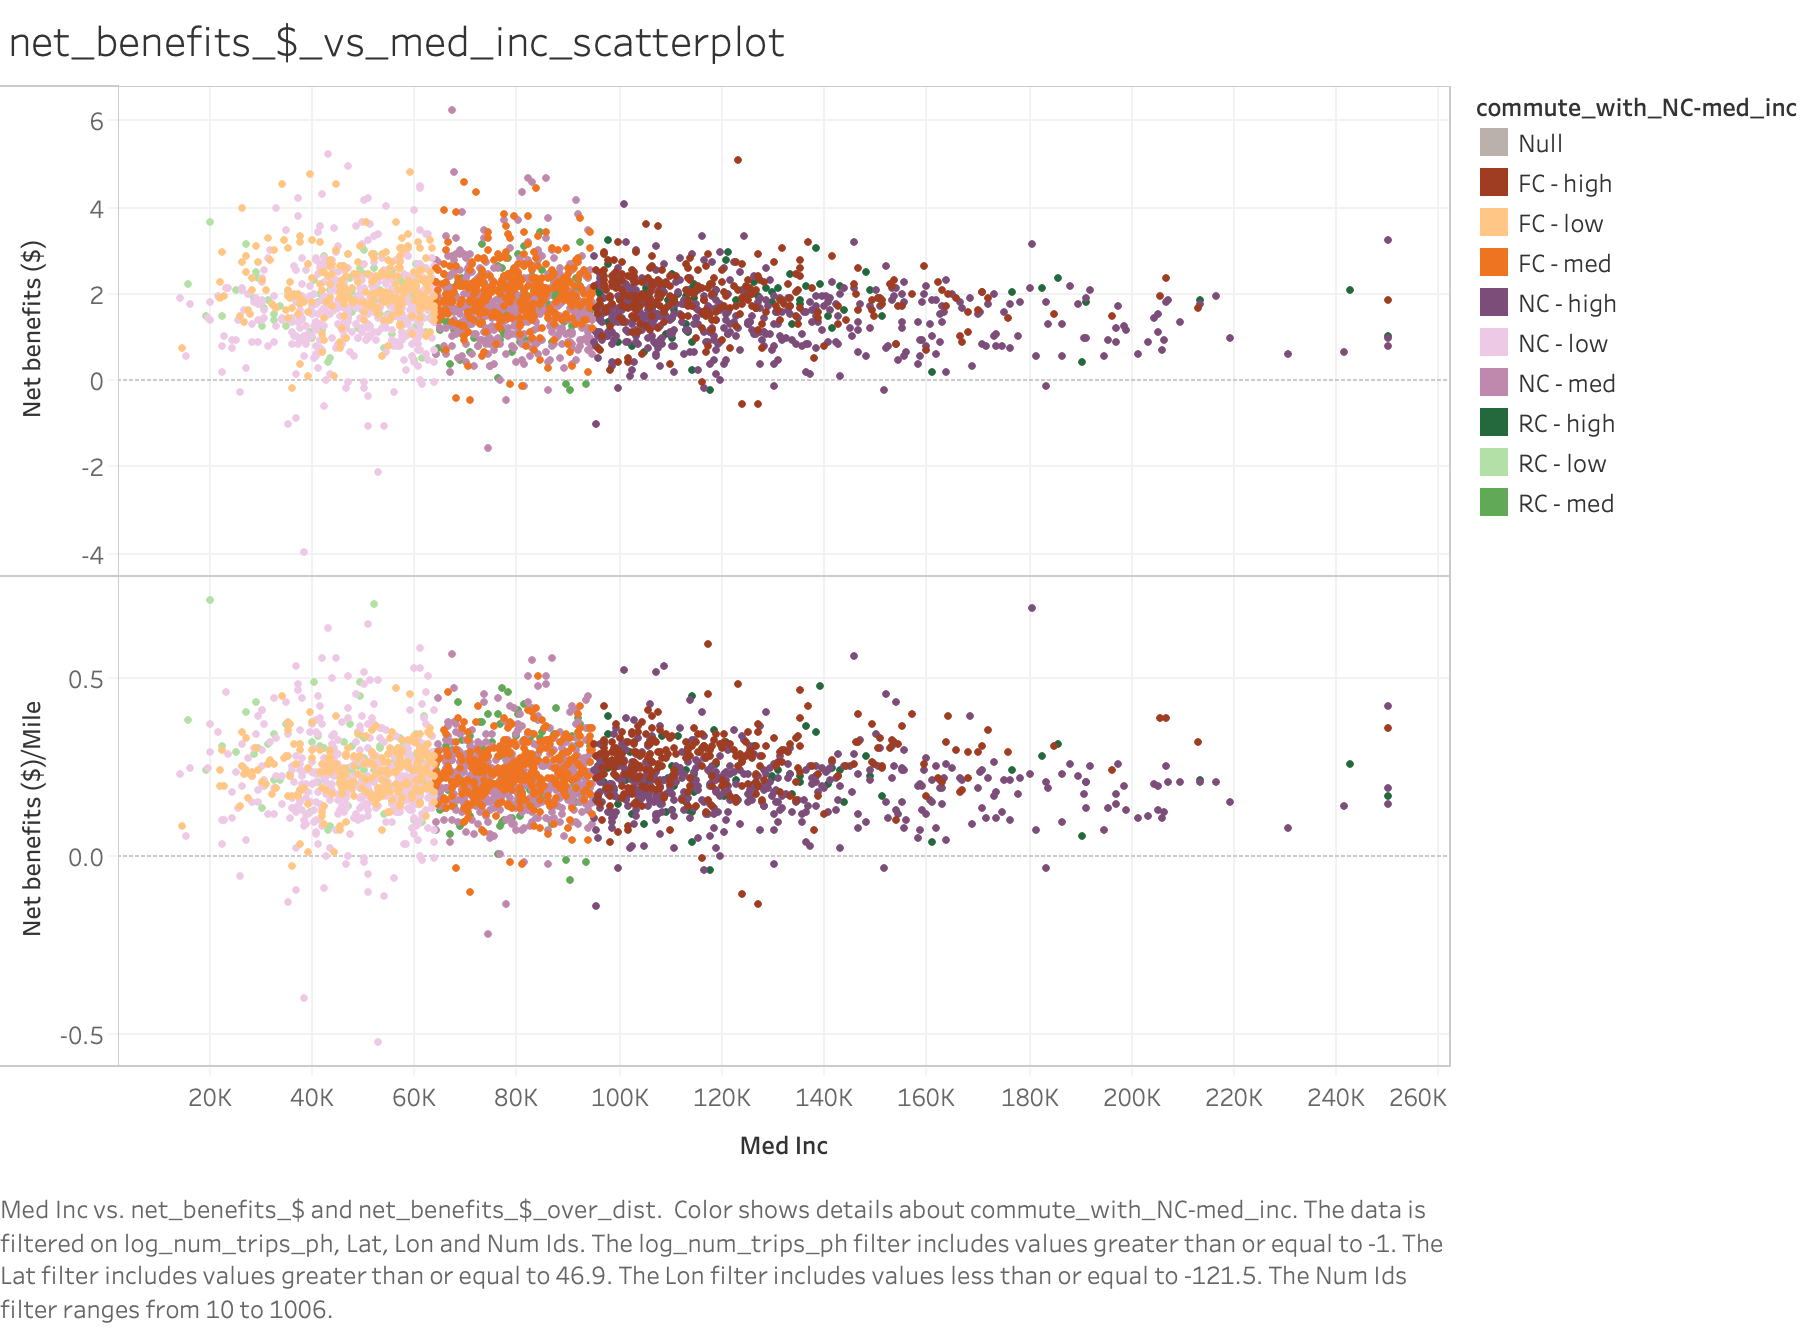 net_benefits_$_vs_med_inc_scatterplot
commute_with_NC-med_inc
Null
FC - high
FC - low
FC - med
NC - high
NC - low
NC - med
RC - high
RC - low
RC - med
Net benefits ($)
6
4
2
0
-2
-4
Net benefits ($)/Mile
0.5
0.0
-0.5
20K 40K 60K 80K 100K 120K 140K 160K 180K 200K 220K 240K 260K
Med Inc
Med Inc vs. net_benefits_$ and net_benefits_$_over_dist.  Color shows details about commute_with_NC-med_inc. The data is
filtered on log_num_trips_ph, Lat, Lon and Num Ids. The log_num_trips_ph filter includes values greater than or equal to -1. The
Lat filter includes values greater than or equal to 46.9. The Lon filter includes values less than or equal to -121.5. The Num Ids
filter ranges from 10 to 1006.